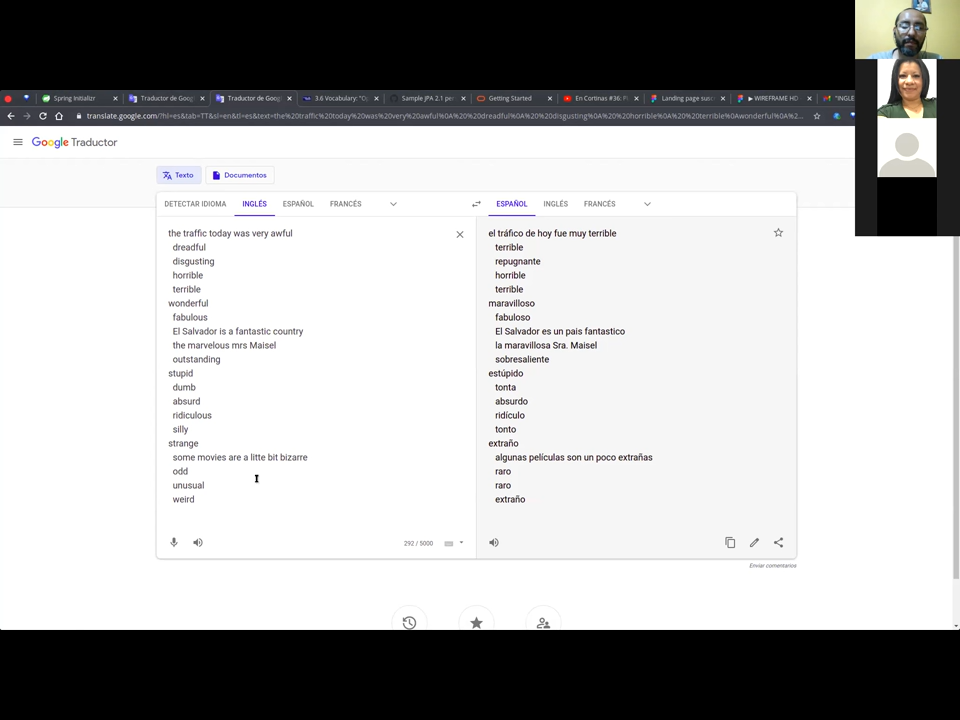 Spring Initializr
Traductor de Goog
Traductor de Goog
3.6 Vocabulary: "Op
Sample JPA 2.1 per
Getting Started
En Cortinas #36: P
Landing page sus
▶ WIREFRAME HD
"INGLE
translate.google.com/?hl=es&tab=TT&sl=en&tl=es&text=the%20traffic%20today%20was%20very%20awful%0A%20%20dreadful%0A%20%20disgusting%0A%20%20horrible%0A%20%20terrible%0Awonderful%0A%2...
Google Traductor
Texto
Documentos
DETECTAR IDIOMA INGLÉS ESPAÑOL FRANCÉS
ESPAÑOL INGLÉS FRANCÉS
the traffic today was very awful
dreadful
disgusting
horrible
terrible
wonderful
fabulous
El Salvador is a fantastic country
the marvelous mrs Maisel
outstanding
stupid
dumb
absurd
ridiculous
silly
strange
some movies are a litte bit bizarre
odd
unusual
weird
292 / 5000
el tráfico de hoy fue muy terrible
terrible
repugnante
horrible
terrible
maravilloso
fabuloso
El Salvador es un pais fantastico
la maravillosa Sra. Maisel
sobresaliente
estúpido
tonta
absurdo
ridículo
tonto
extraño
algunas películas son un poco extrañas
raro
raro
extraño
Enviar comentarios